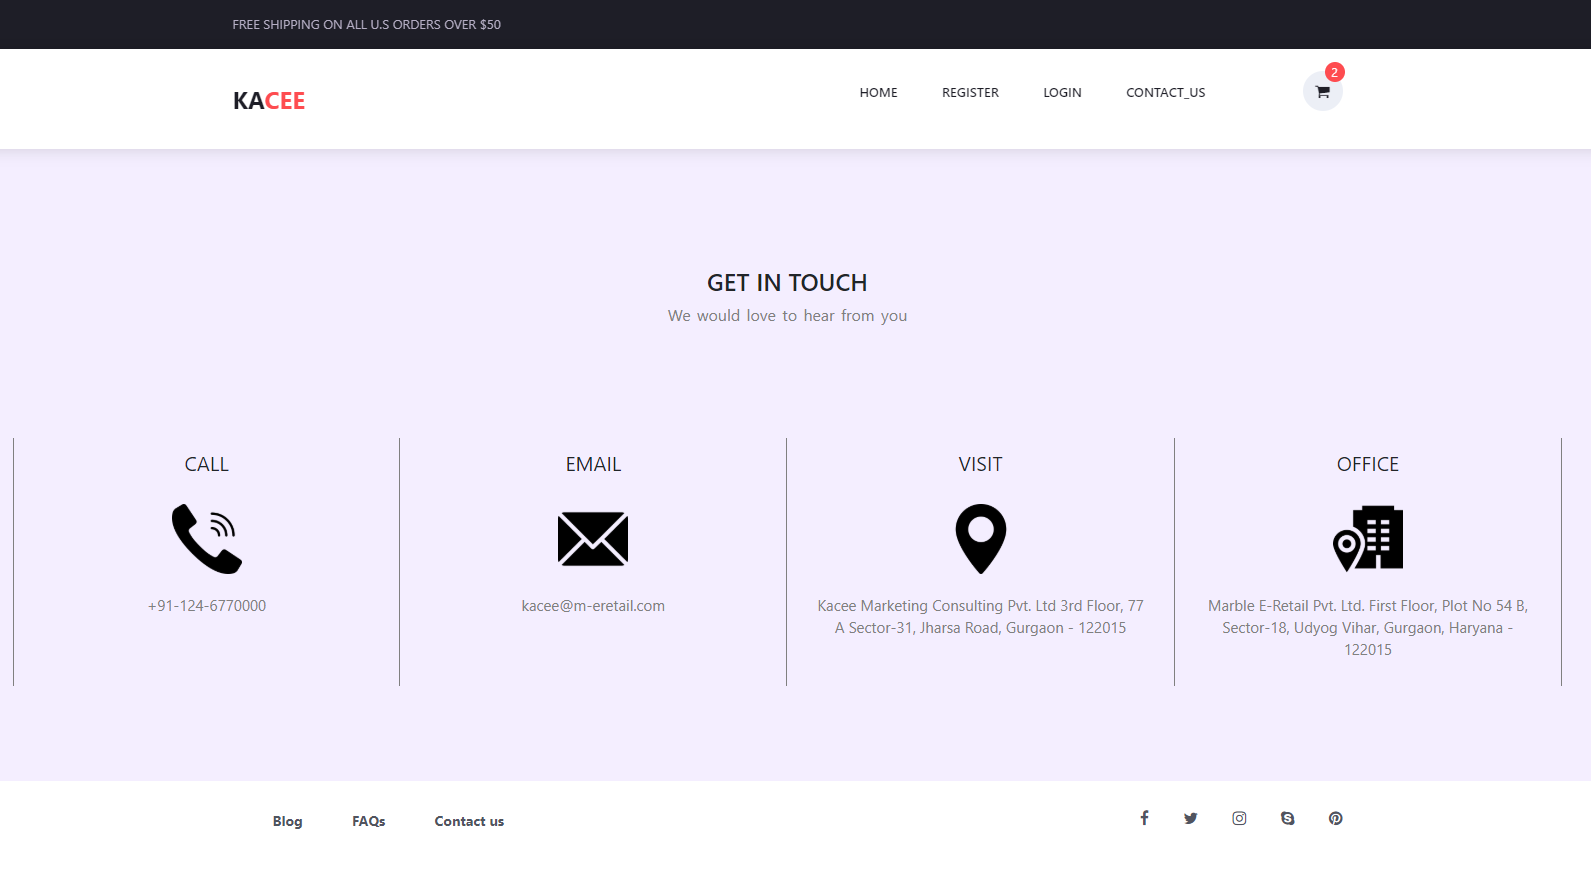 FREE SHIPPING ON ALL U.S ORDERS OVER $50
KACEE
HOME
REGISTER
LOGIN
CONTACT_US
2
GET IN TOUCH
We would love to hear from you
CALL
+91-124-6770000
EMAIL
kacee@m-eretail.com
VISIT
Kacee Marketing Consulting Pvt. Ltd 3rd Floor, 77
A Sector-31, Jharsa Road, Gurgaon - 122015
OFFICE
Marble E-Retail Pvt. Ltd. First Floor, Plot No 54 B,
Sector-18, Udyog Vihar, Gurgaon, Haryana -
122015
Blog
FAQs
Contact us